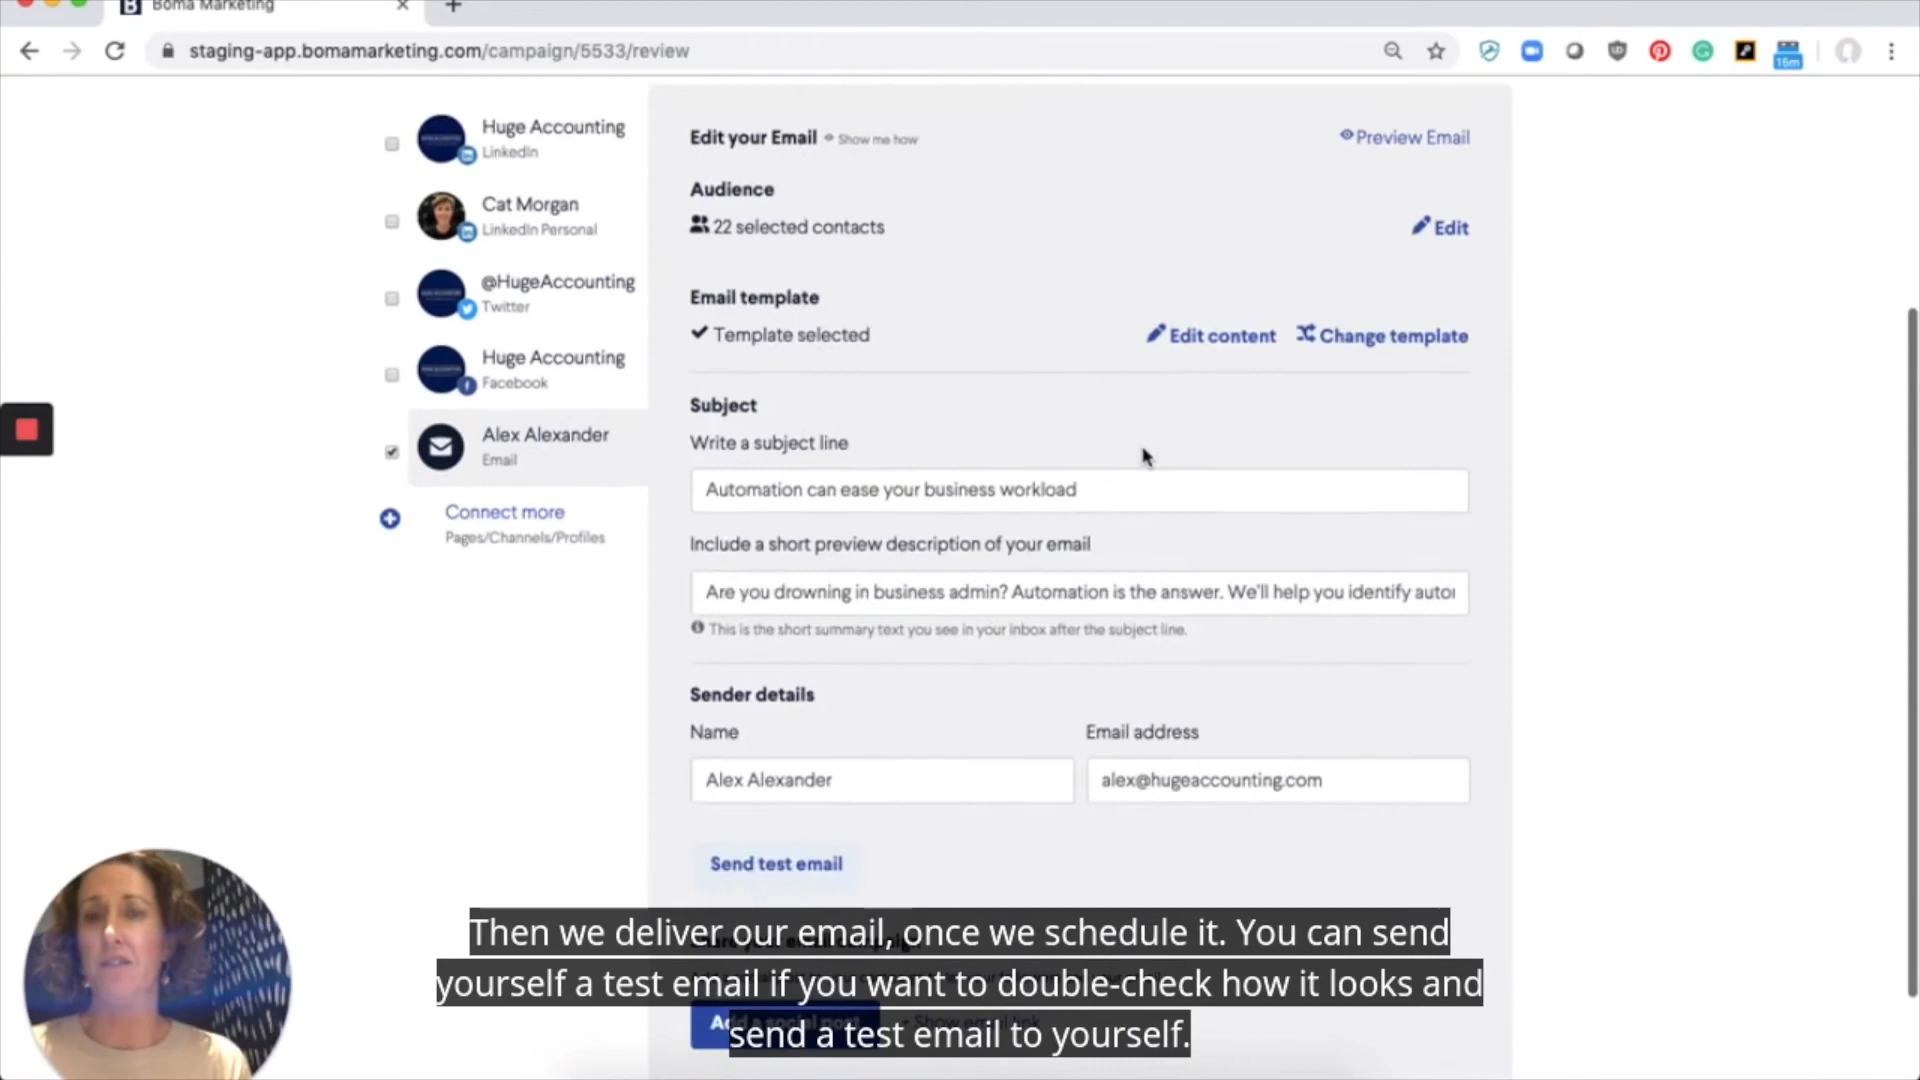 Boma Marketing
staging-app.bomamarketing.com/campaign/5533/review
15m
Huge Accounting
LinkedIn
Cat Morgan
LinkedIn Personal
@HugeAccounting
Twitter
Huge Accounting
Facebook
Alex Alexander
Email
Connect more
Pages/Channels/Profiles
Edit your Email Show me how
Preview Email
Audience
22 selected contacts
Edit
Email template
Template selected
Edit content
Change template
Subject
Write a subject line
Automation can ease your business workload
Include a short preview description of your email
Are you drowning in business admin? Automation is the answer. We'll help you identify autor
This is the short summary text you see in your inbox after the subject line.
Sender details
Name
Email address
Alex Alexander
alex@hugeaccounting.com
Send test email
Then we deliver our email, once we schedule it. You can send
yourself a test email if you want to double-check how it looks and
send a test email to yourself.